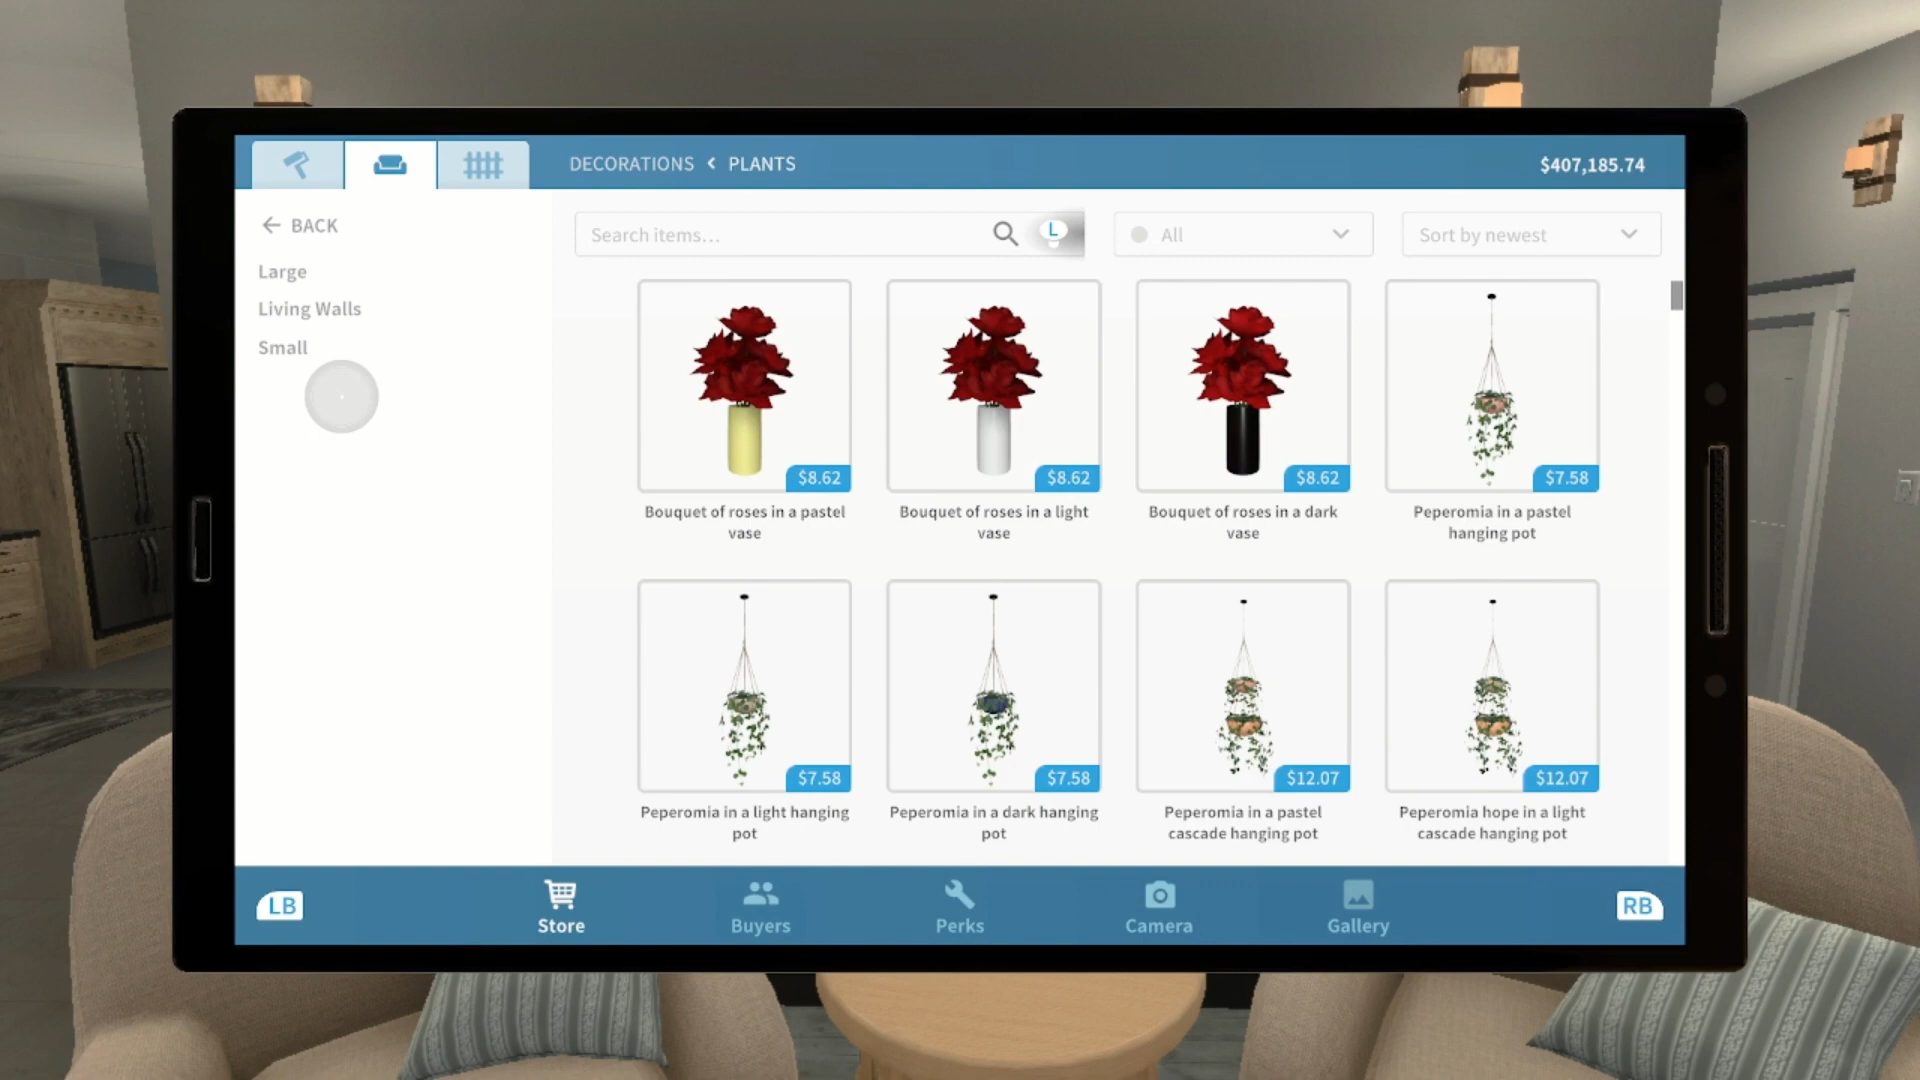 DECORATIONS < PLANTS
$407,185.74
BACK
Large
Living Walls
Small
Search items...
L
All
Sort by newest
$8.62
$8.62
$8.62
$7.58
Bouquet of roses in a pastel
vase
Bouquet of roses in a light
vase
Bouquet of roses in a dark
vase
Peperomia in a pastel
hanging pot
$7.58
$7.58
$12.07
$12.07
Peperomia in a light hanging
pot
Peperomia in a dark hanging
pot
Peperomia in a pastel
cascade hanging pot
Peperomia hope in a light
cascade hanging pot
LB
Store
Buyers
Perks
Camera
Gallery
RB